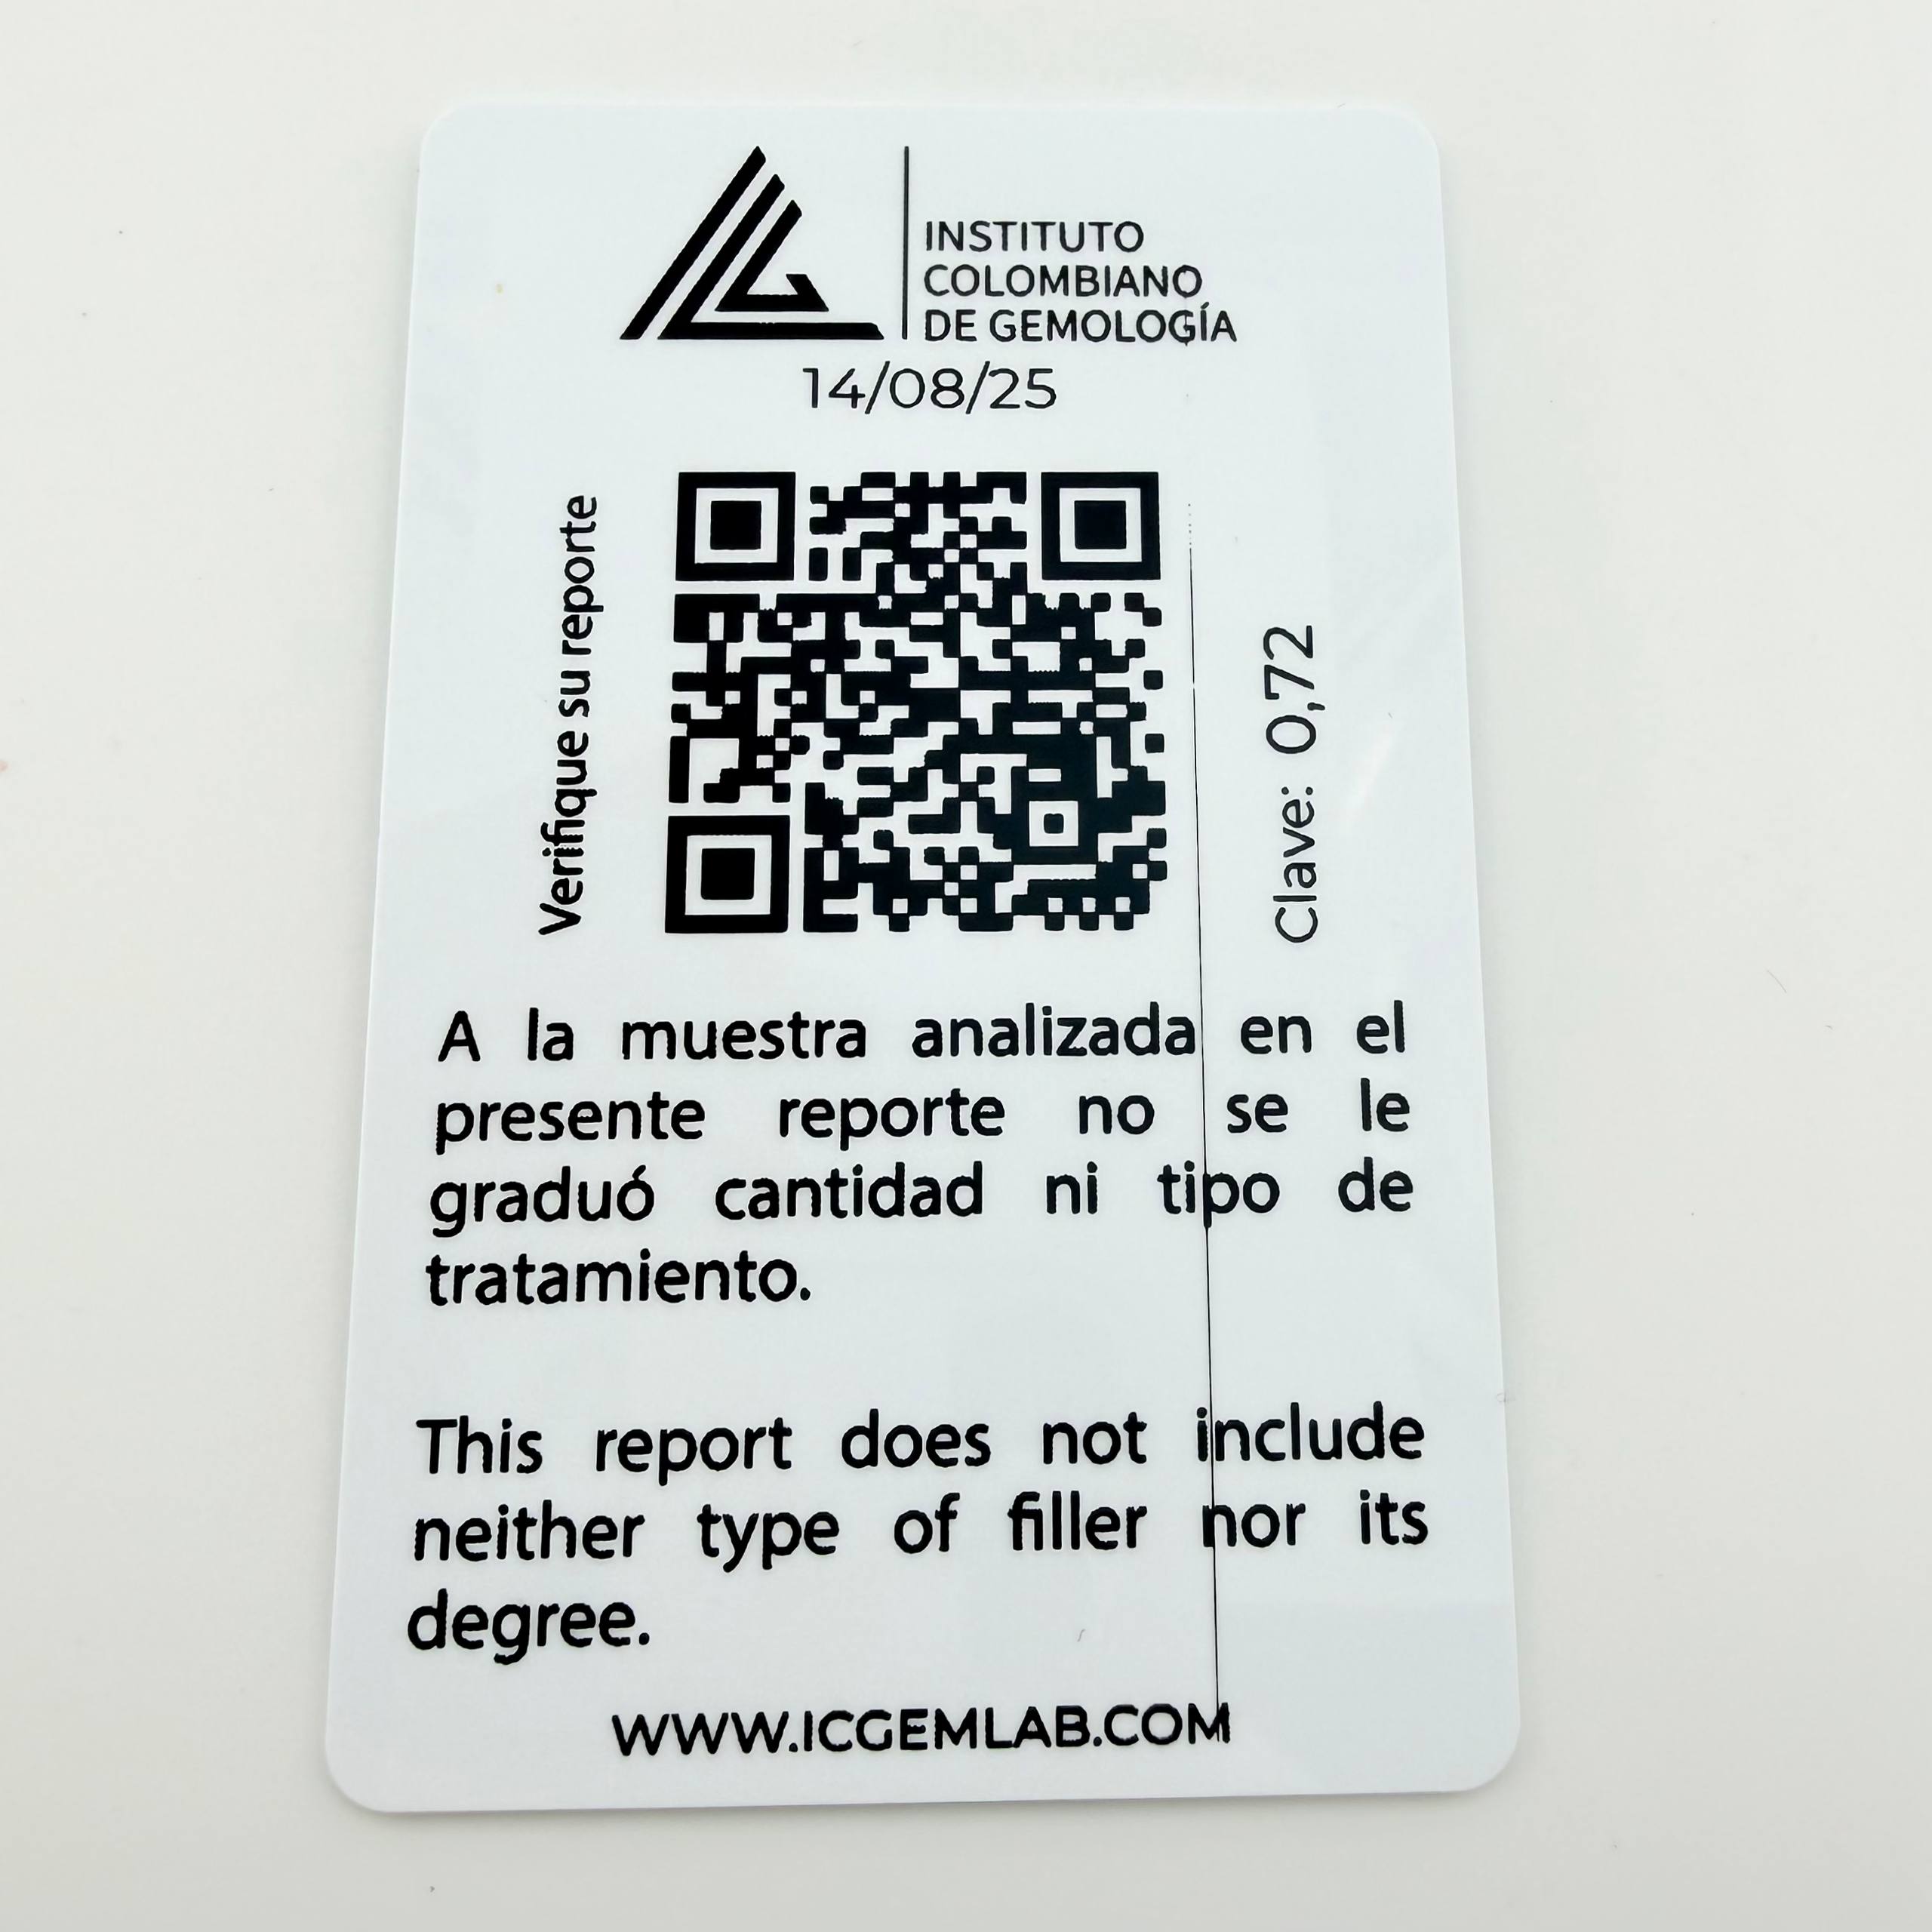 INSTITUTO
COLOMBIANO
DE GEMOLOGÍA
14/08/25
Verifique su reporte
Clave: 0,72
A la muestra analizada en el
presente reporte no se le
graduó cantidad ni tipo de
tratamiento.
This report does not include
neither type of filler nor its
degree.
WWW.ICGEMLAB.COM